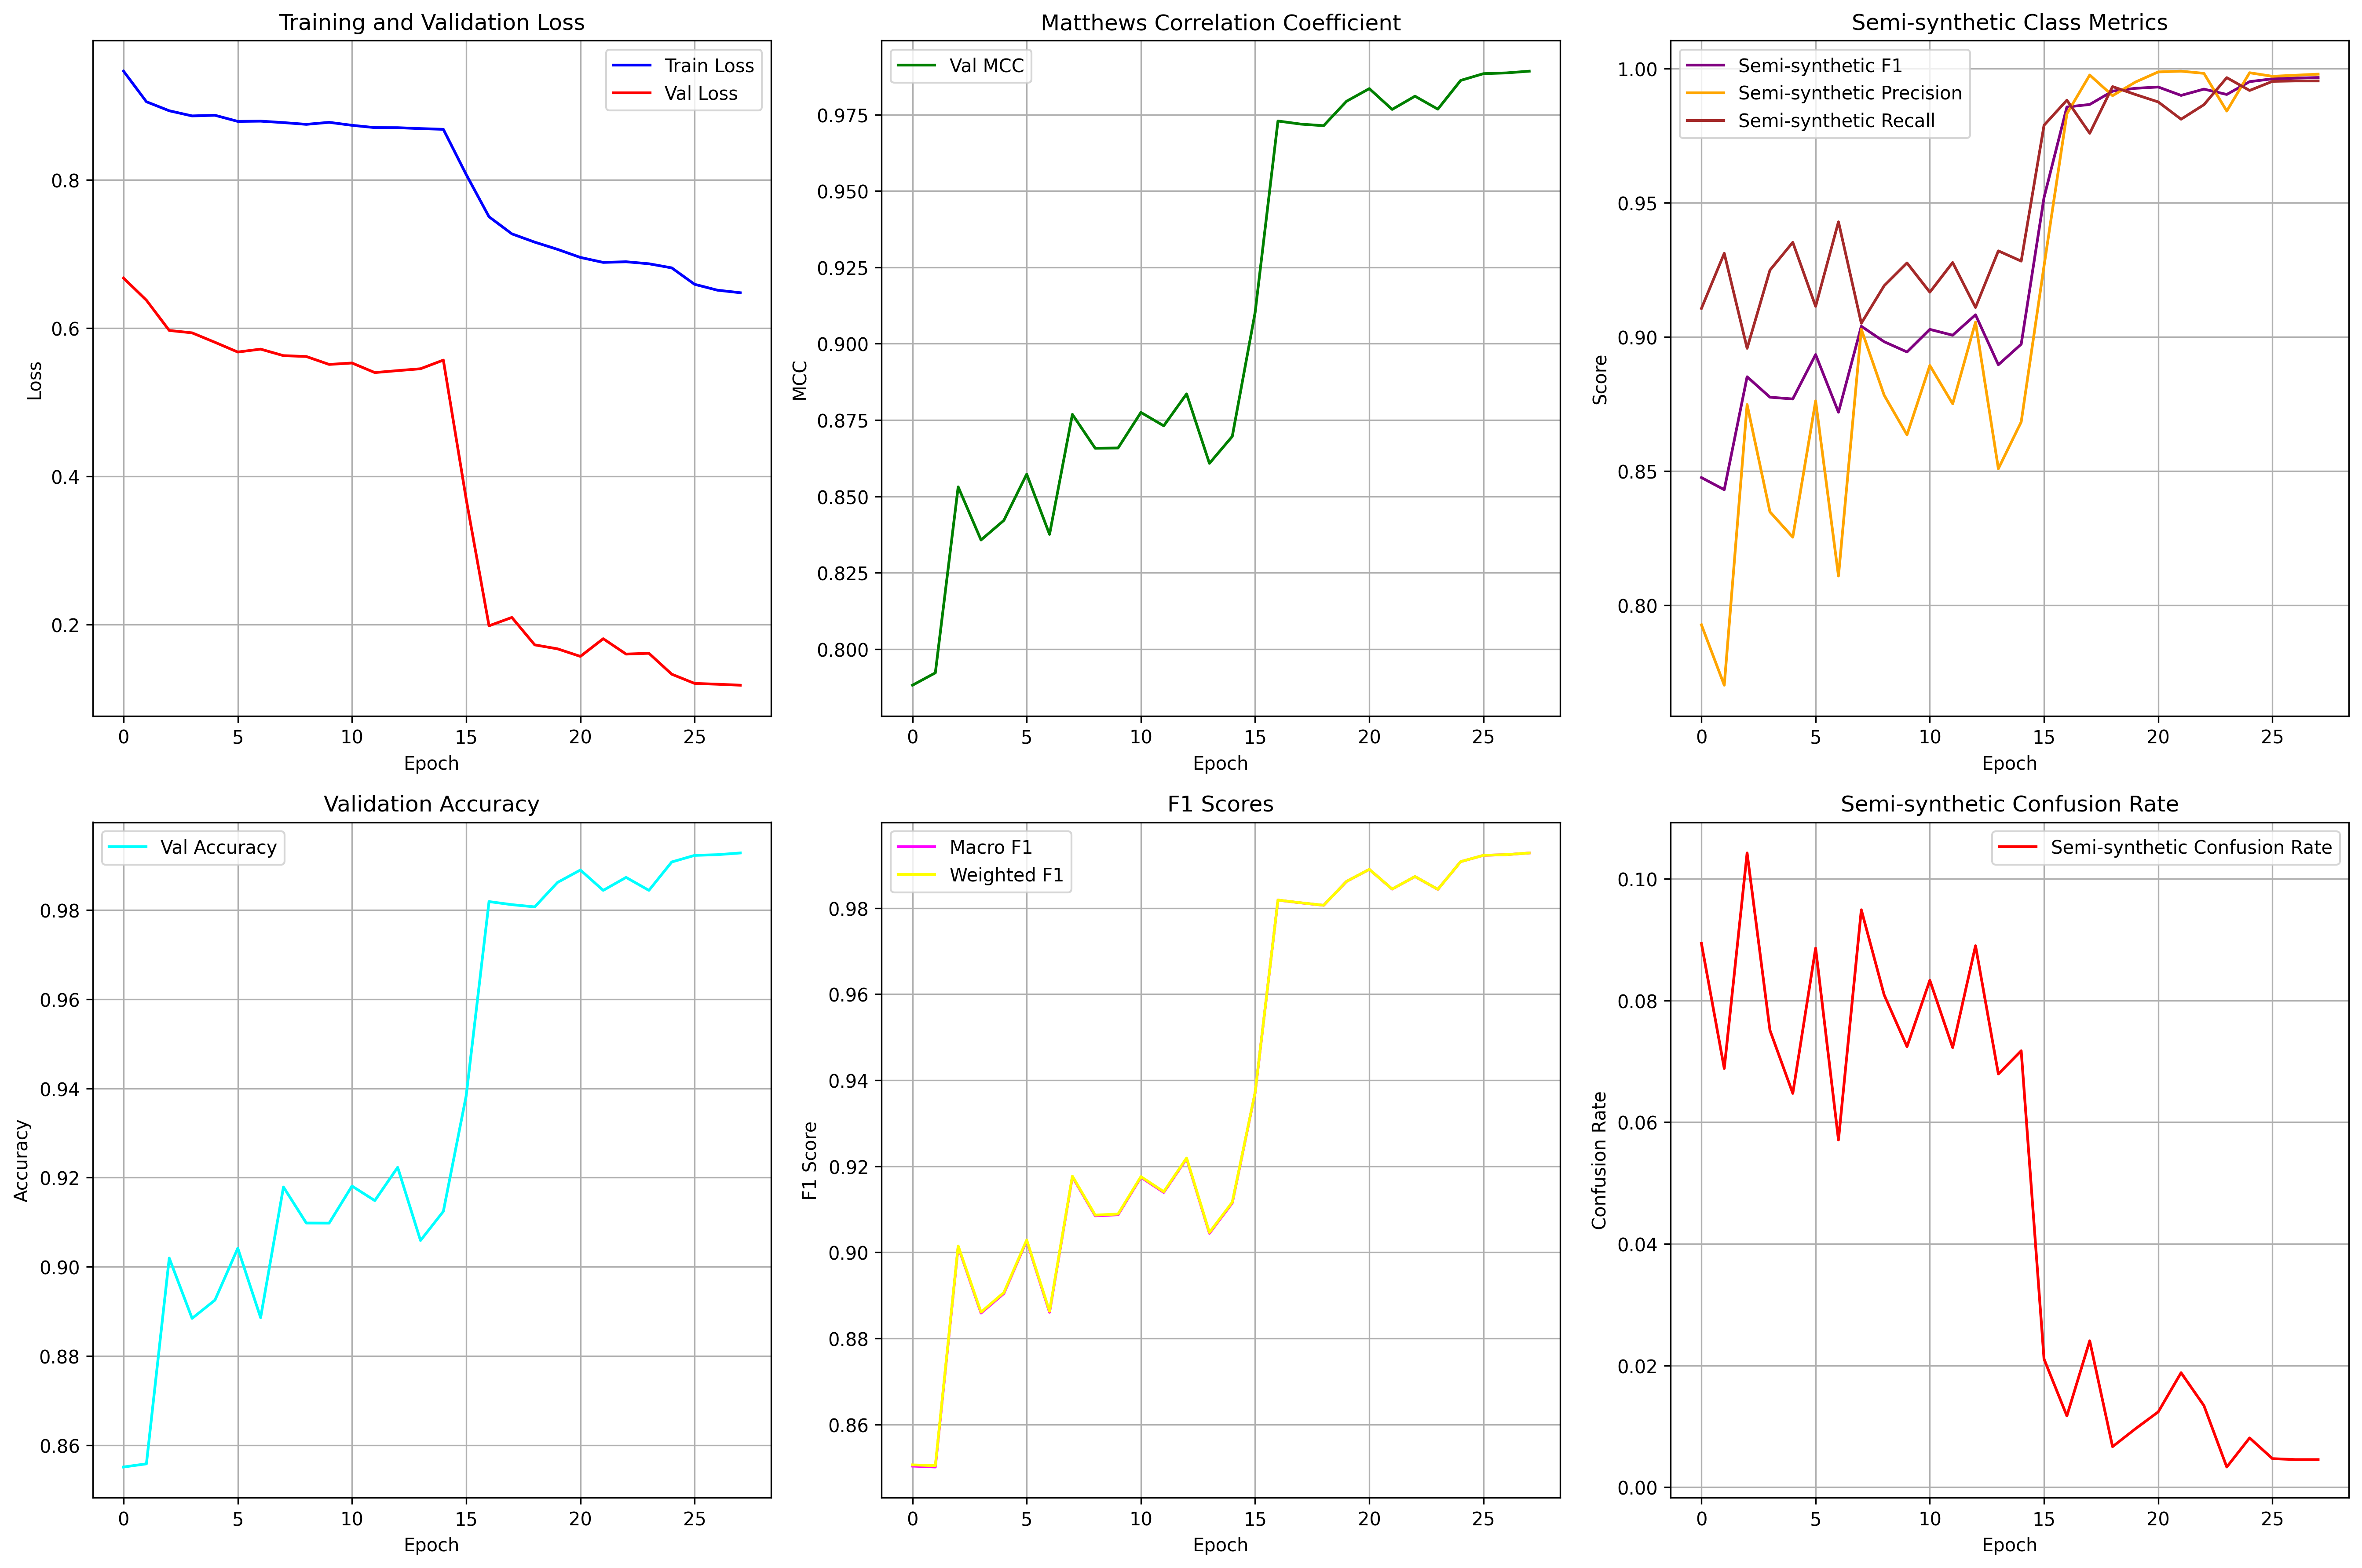 Training and Validation Loss
Train Loss
Val Loss
0.8
0.6
0.4
0.2
Loss
0 5 10 15 20 25
Epoch
Matthews Correlation Coefficient
Val MCC
0.975
0.950
0.925
0.900
0.875
0.850
0.825
0.800
MCC
0 5 10 15 20 25
Epoch
Semi-synthetic Class Metrics
Semi-synthetic F1
Semi-synthetic Precision
Semi-synthetic Recall
1.00
0.95
0.90
0.85
0.80
Score
0 5 10 15 20 25
Epoch
Validation Accuracy
Val Accuracy
0.98
0.96
0.94
0.92
0.90
0.88
0.86
Accuracy
0 5 10 15 20 25
Epoch
F1 Scores
Macro F1
Weighted F1
0.98
0.96
0.94
0.92
0.90
0.88
0.86
F1 Score
0 5 10 15 20 25
Epoch
Semi-synthetic Confusion Rate
Semi-synthetic Confusion Rate
0.10
0.08
0.06
0.04
0.02
0.00
Confusion Rate
0 5 10 15 20 25
Epoch